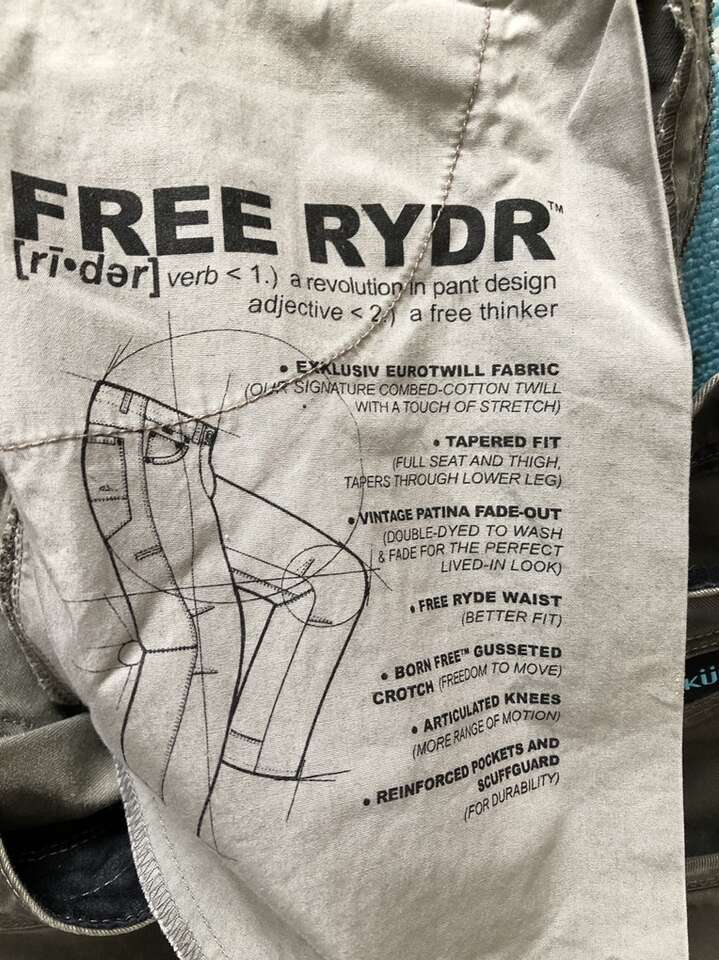 FREE RYDR™
[rī•dər] verb < 1.) a revolution in pant design
adjective < 2.) a free thinker
• EXKLUSIV EUROTWILL FABRIC
(OUR SIGNATURE COMBED-COTTON TWILL
WITH A TOUCH OF STRETCH)
• TAPERED FIT
(FULL SEAT AND THIGH,
TAPERS THROUGH LOWER LEG)
• VINTAGE PATINA FADE-OUT
(DOUBLE-DYED TO WASH
& FADE FOR THE PERFECT
LIVED-IN LOOK)
• FREE RYDE WAIST
(BETTER FIT)
• BORN FREE™ GUSSETED
CROTCH (FREEDOM TO MOVE)
• ARTICULATED KNEES
(MORE RANGE OF MOTION)
• REINFORCED POCKETS AND
SCUFFGUARD
(FOR DURABILITY)
KÜ